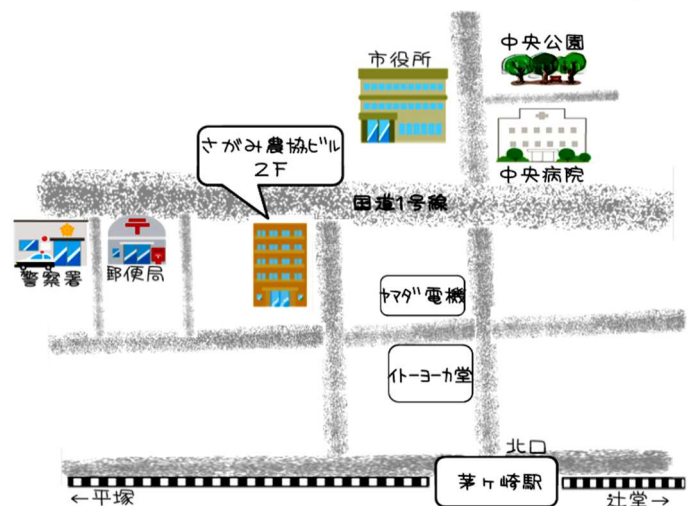 中央公園
市役所
さがみ農協ビル
2F
中央病院
国道1号線
警察署
郵便局
ヤマダ電機
イトーヨーカ堂
北口
茅ヶ崎駅
←平塚
辻堂→